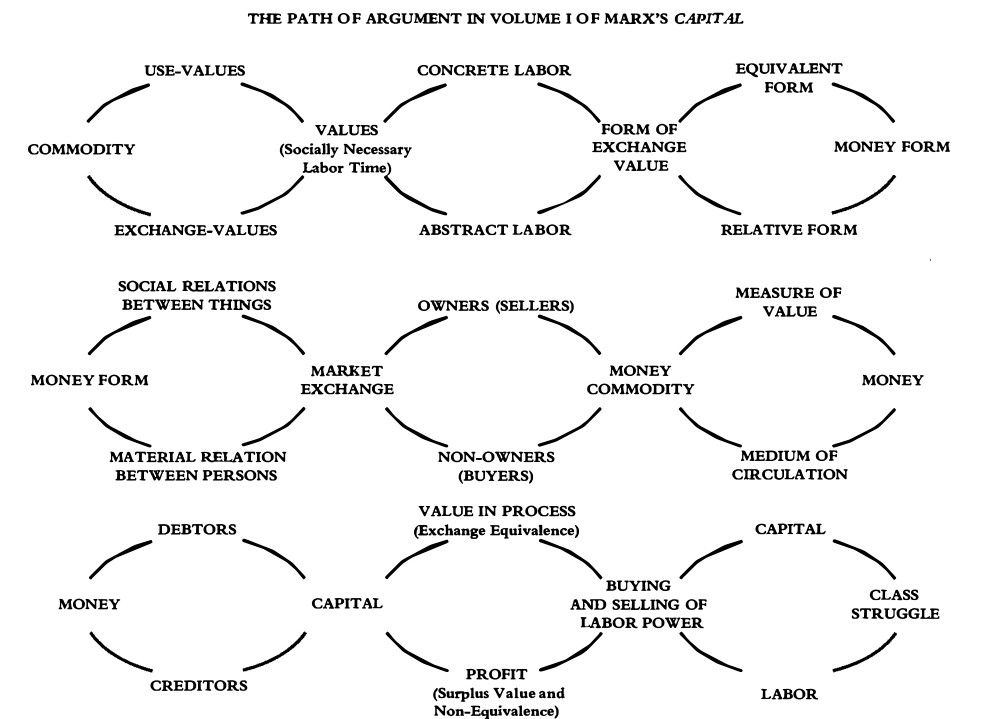 THE PATH OF ARGUMENT IN VOLUME I OF MARX'S CAPITAL
USE-VALUES
CONCRETE LABOR
EQUIVALENT
FORM
COMMODITY
VALUES
(Socially Necessary
Labor Time)
FORM OF
EXCHANGE
VALUE
MONEY FORM
EXCHANGE-VALUES
ABSTRACT LABOR
RELATIVE FORM
SOCIAL RELATIONS
BETWEEN THINGS
OWNERS (SELLERS)
MEASURE OF
VALUE
MONEY FORM
MARKET
EXCHANGE
MONEY
COMMODITY
MONEY
MATERIAL RELATION
BETWEEN PERSONS
NON-OWNERS
(BUYERS)
MEDIUM OF
CIRCULATION
DEBTORS
VALUE IN PROCESS
(Exchange Equivalence)
CAPITAL
MONEY
CAPITAL
BUYING
AND SELLING OF
LABOR POWER
CLASS
STRUGGLE
CREDITORS
PROFIT
(Surplus Value and
Non-Equivalence)
LABOR